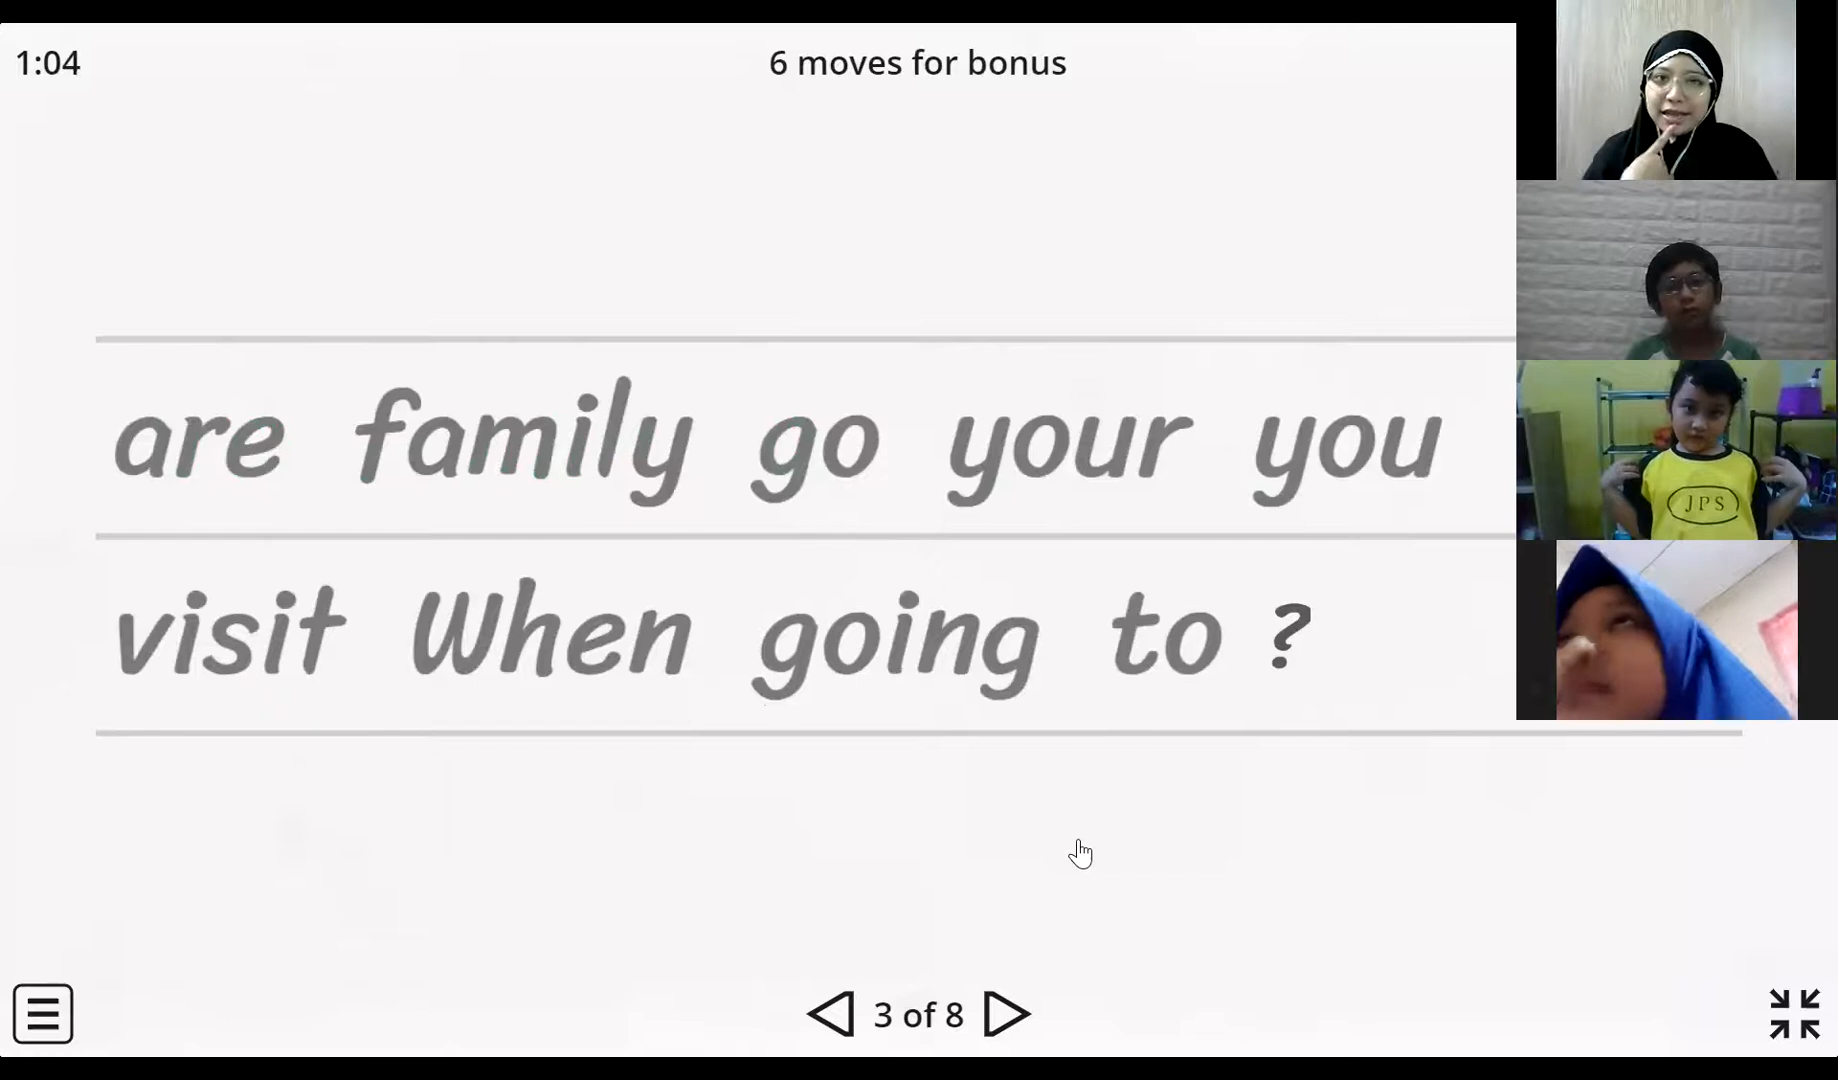 1:04
6 moves for bonus
are family go your you
visit When going to ?
JPS
3 of 8